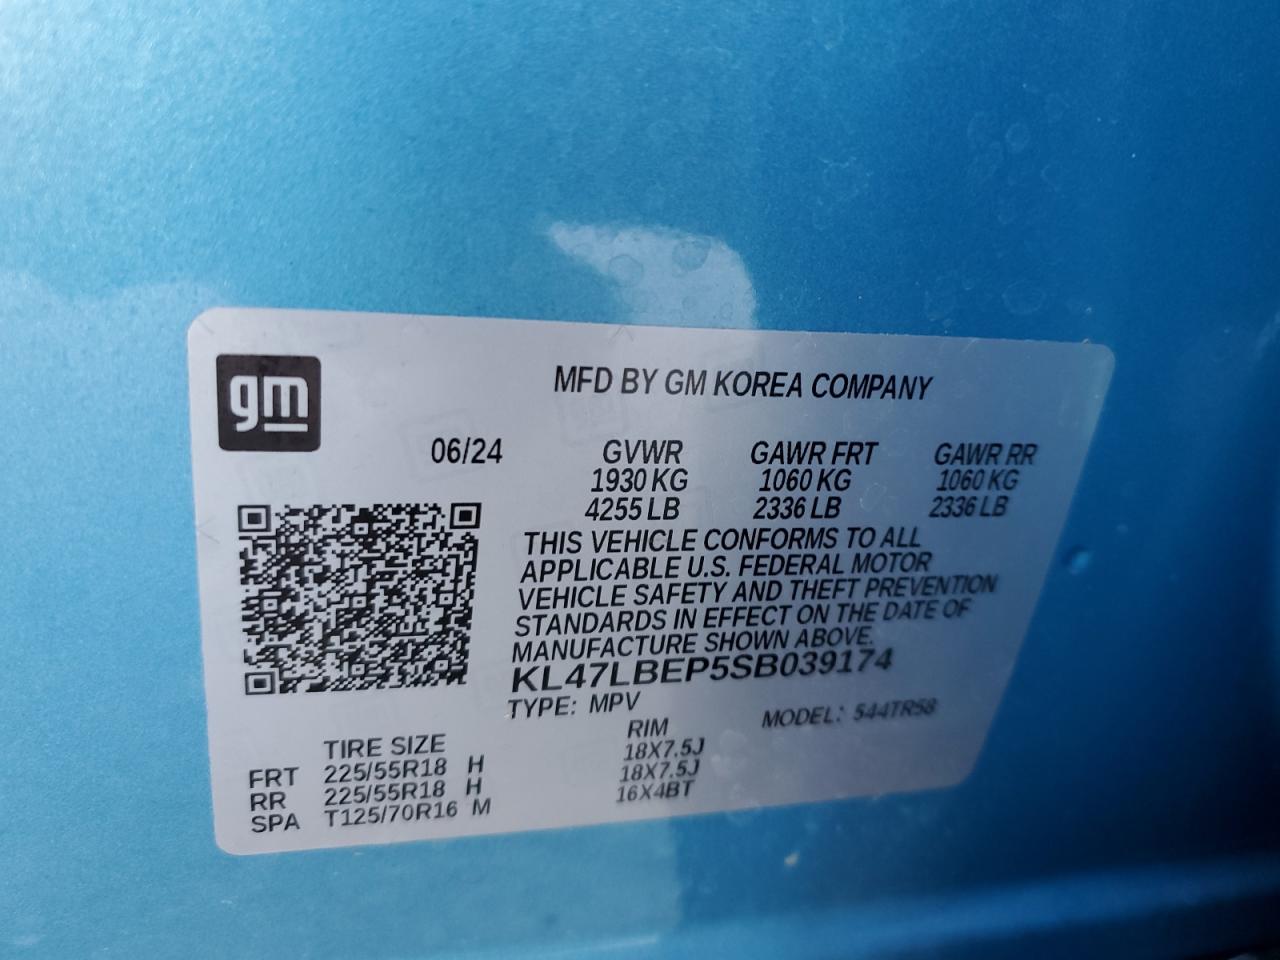 gm
MFD BY GM KOREA COMPANY
06/24 GVWR GAWR FRT GAWR RR
1930 KG 1060 KG 1060 KG
4255 LB 2336 LB 2336 LB
THIS VEHICLE CONFORMS TO ALL
APPLICABLE U.S. FEDERAL MOTOR
VEHICLE SAFETY AND THEFT PREVENTION
STANDARDS IN EFFECT ON THE DATE OF
MANUFACTURE SHOWN ABOVE.
KL47LBEP5SB039174
TYPE: MPV MODEL: 544TR58
TIRE SIZE RIM
FRT 225/55R18 H 18X7.5J
RR 225/55R18 H 18X7.5J
SPA T125/70R16 M 16X4BT